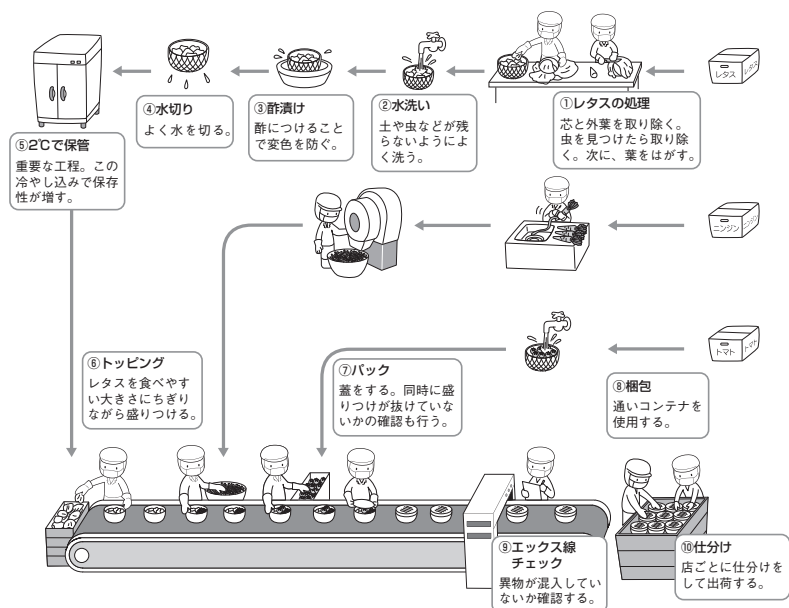 レタス
レタス
①レタスの処理
芯と外葉を取り除く。
虫を見つけたら取り除
く。次に、葉をはがす。
②水洗い
土や虫などが残
らないようによ
く洗う。
③酢漬け
酢につけること
で変色を防ぐ。
④水切り
よく水を切る。
⑤2℃で保管
重要な工程。この
冷やし込みで保存
性が増す。
ニンジン
ニンジン
トマト
トマト
⑥トッピング
レタスを食べやす
い大きさにちぎり
ながら盛りつける。
⑦パック
蓋をする。同時に盛
りつけが抜けていな
いかの確認も行う。
⑧梱包
通いコンテナを
使用する。
⑨エックス線
チェック
異物が混入してい
ないか確認する。
⑩仕分け
店ごとに仕分けを
して出荷する。